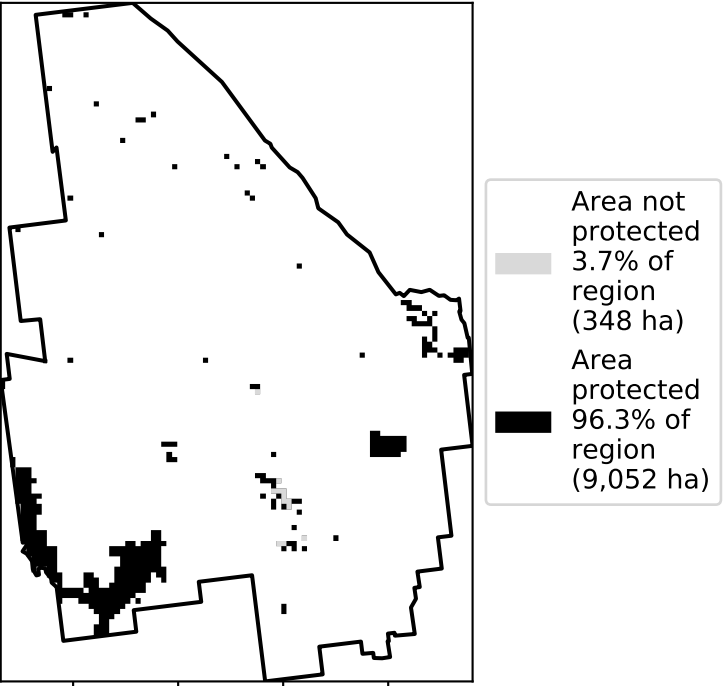 Area not
protected
3.7% of
region
(348 ha)
Area
protected
96.3% of
region
(9,052 ha)